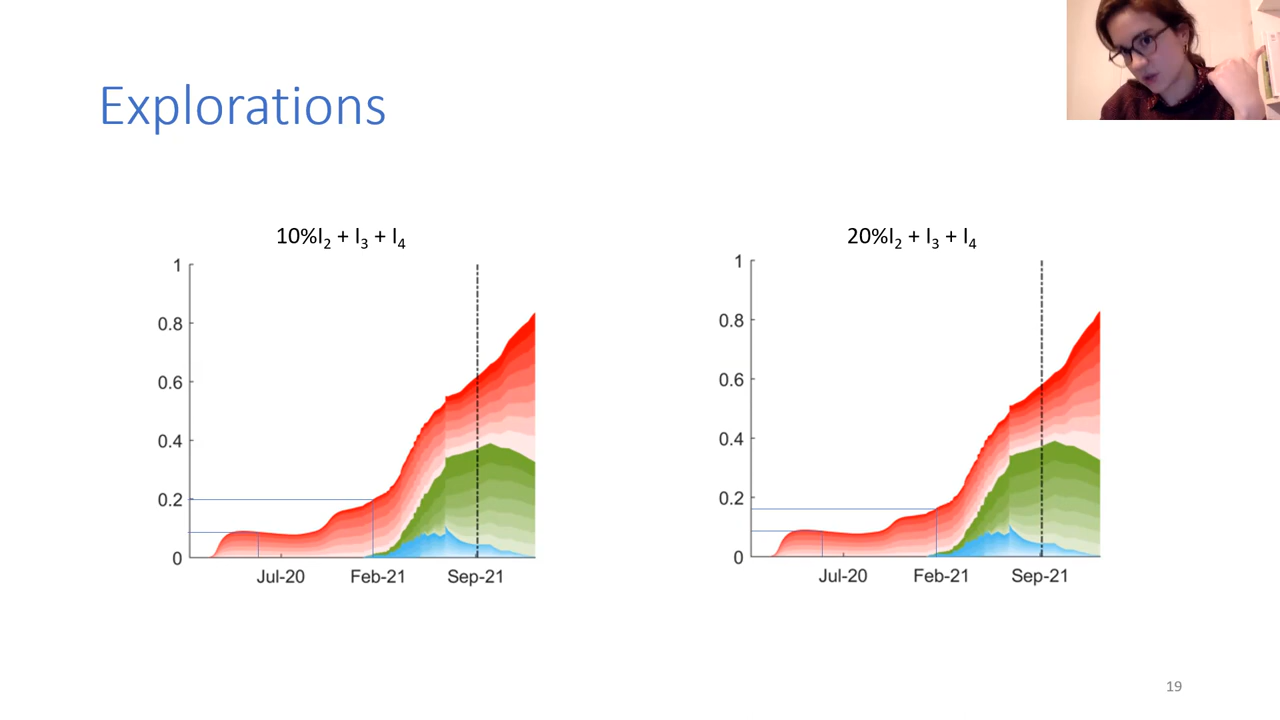 Explorations
10%I₂ + I₃ + I₄
20%I₂ + I₃ + I₄
1
0.8
0.6
0.4
0.2
0
Jul-20 Feb-21 Sep-21
1
0.8
0.6
0.4
0.2
0
Jul-20 Feb-21 Sep-21
19